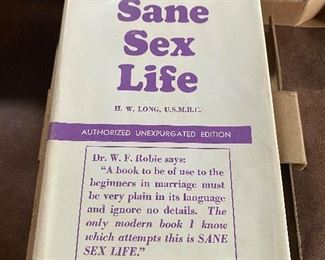 Sane
Sex
Life
H. W. LONG, U.S.M.R.C.
AUTHORIZED UNEXPURGATED EDITION
Dr. W. F. Robie says:
"A book to be of use to the
beginners in marriage must
be very plain in its language
and ignore no details. The
only modern book I know
which attempts this is SANE
SEX LIFE."